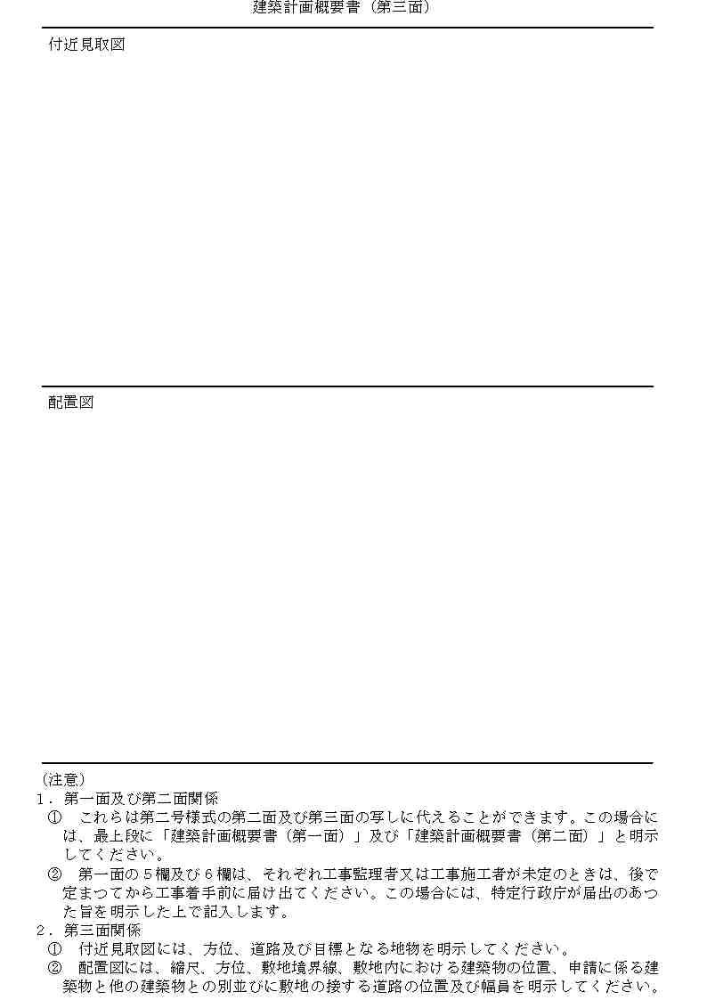 建築計画概要書（第三面）
付近見取図
配置図
（注意）
１．第一面及び第二面関係
①　これらは第二号様式の第二面及び第三面の写しに代えることができます。この場合に
は、最上段に「建築計画概要書（第一面）」及び「建築計画概要書（第二面）」と明示
してください。
②　第一面の５欄及び６欄は、それぞれ工事監理者又は工事施工者が未定のときは、後で
定まつてから工事着手前に届け出てください。この場合には、特定行政庁が届出のあつ
た旨を明示した上で記入します。
２．第三面関係
①　付近見取図には、方位、道路及び目標となる地物を明示してください。
②　配置図には、縮尺、方位、敷地境界線、敷地内における建築物の位置、申請に係る建
築物と他の建築物との別並びに敷地の接する道路の位置及び幅員を明示してください。